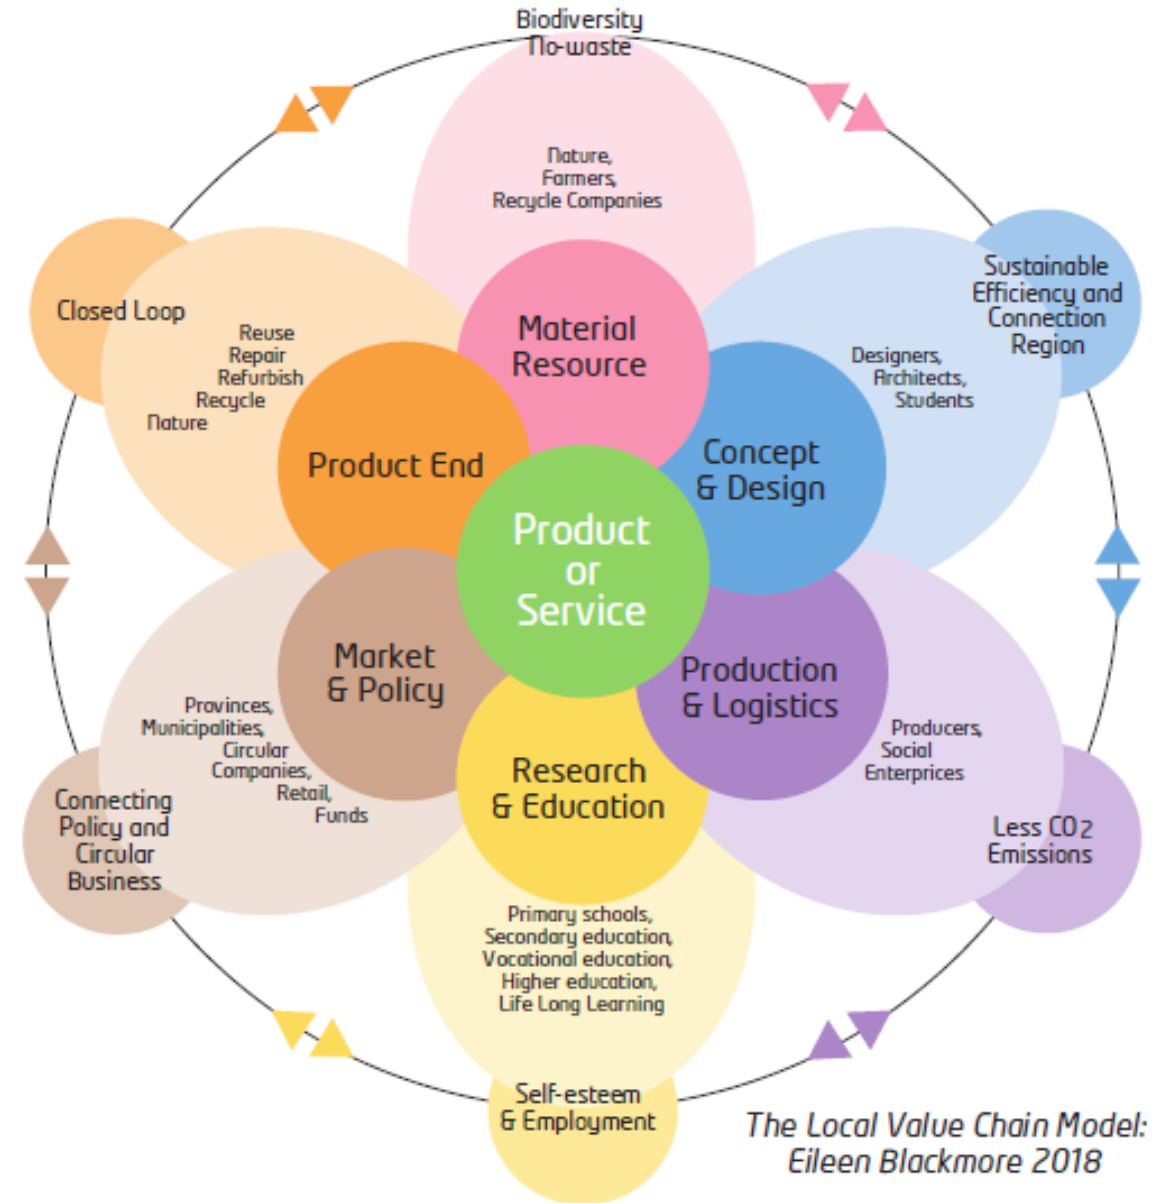 Biodiversity
No-waste
Nature,
Farmers,
Recycle Companies
Material
Resource
Sustainable
Efficiency and
Connection
Region
Designers,
Architects,
Students
Concept
& Design
Closed Loop
Reuse
Repair
Refurbish
Recycle
Nature
Product End
Product
or
Service
Market
& Policy
Provinces,
Municipalities,
Circular
Companies,
Retail,
Funds
Connecting
Policy and
Circular
Business
Production
& Logistics
Producers,
Social
Enterprices
Less CO2
Emissions
Research
& Education
Primary schools,
Secondary education,
Vocational education,
Higher education,
Life Long Learning
Self-esteem
& Employment
The Local Value Chain Model:
Eileen Blackmore 2018